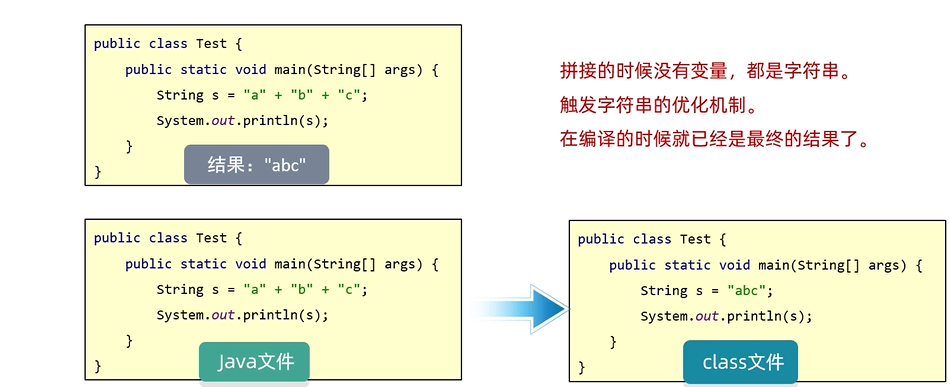 public class Test {
    public static void main(String[] args) {
        String s = "a" + "b" + "c";
        System.out.println(s);
    }
}
结果："abc"
拼接的时候没有变量，都是字符串。
触发字符串的优化机制。
在编译的时候就已经是最终的结果了。
public class Test {
    public static void main(String[] args) {
        String s = "a" + "b" + "c";
        System.out.println(s);
    }
}
Java文件
public class Test {
    public static void main(String[] args) {
        String s = "abc";
        System.out.println(s);
    }
}
class文件